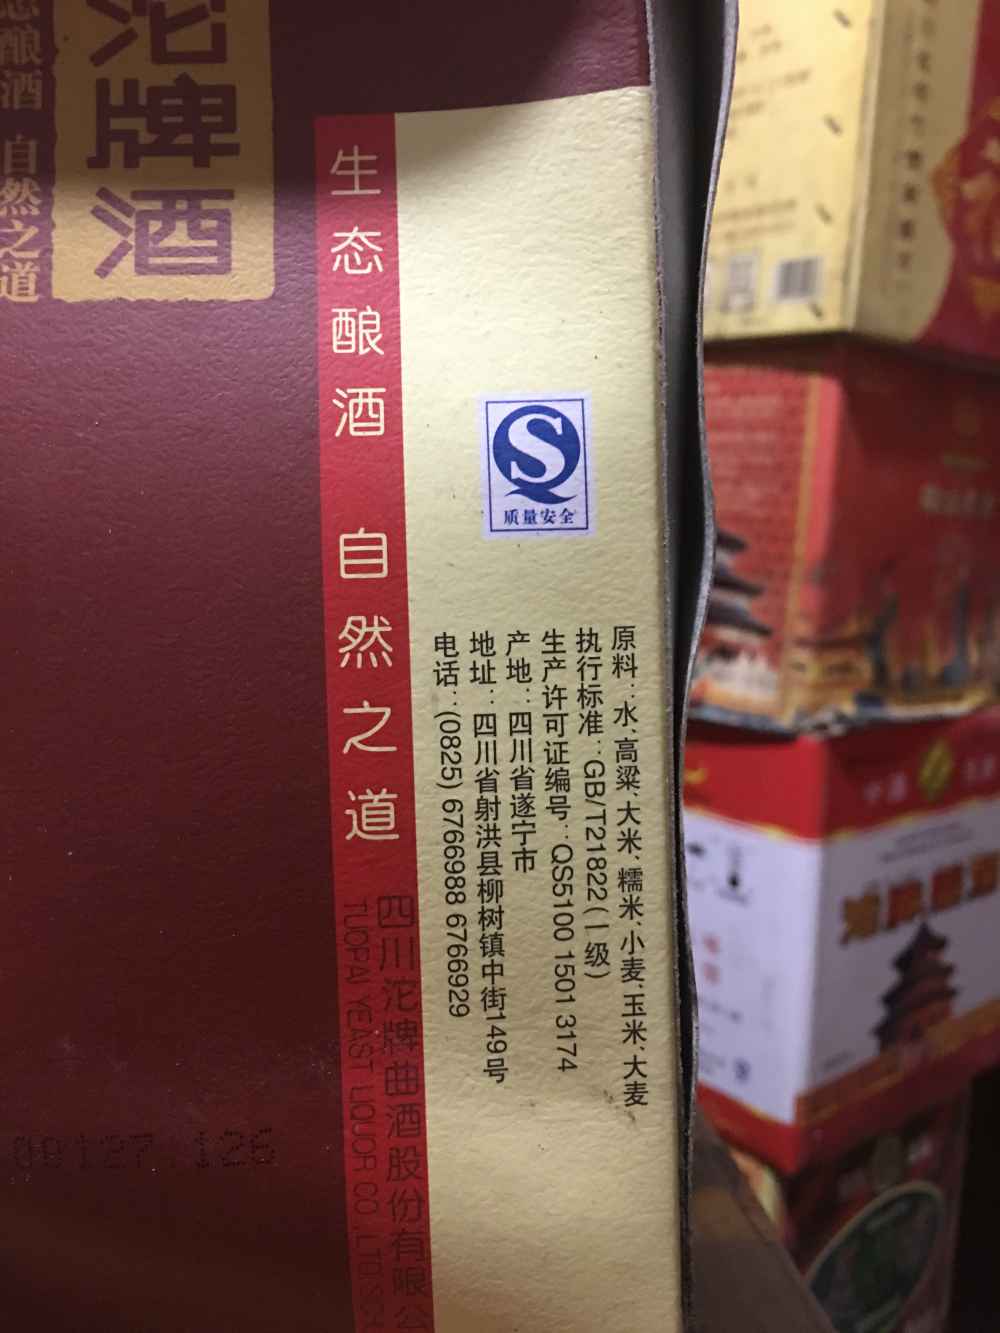 态酿酒 自然之道
沱牌酒
生态酿酒 自然之道
四川沱牌曲酒股份有限公
TUOPAI YEAST LIQUOR CO.,LTD.SICH
质量安全
原料:水、高粱、大米、糯米、小麦、玉米、大麦
执行标准:GB/T21822(一级)
生产许可证编号:QS5100 1501 3174
产地:四川省遂宁市
地址:四川省射洪县柳树镇中街149号
电话:(0825) 6766988 6766929
09127 126